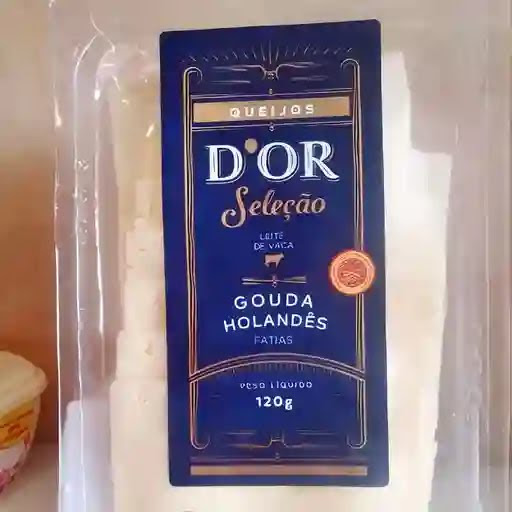 QUEIJOS
D'OR
Seleção
LEITE
DE VACA
GOUDA
HOLANDÊS
FATIAS
PESO LÍQUIDO
120g